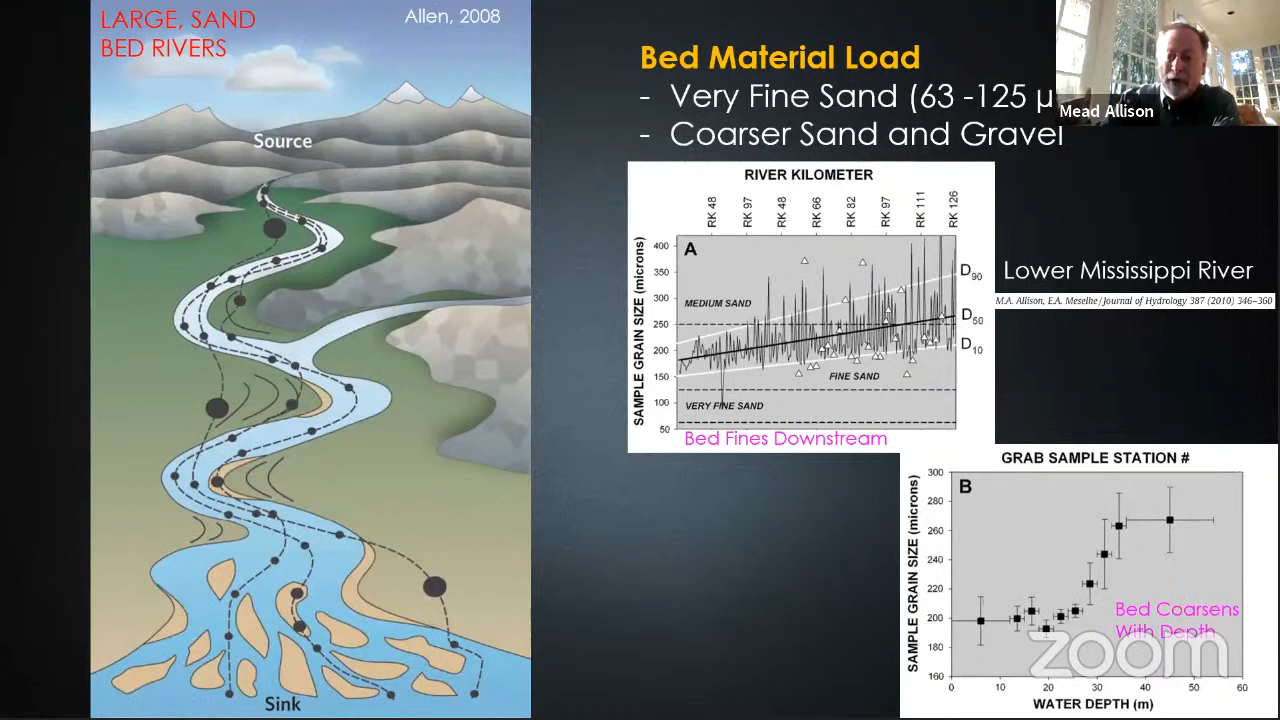 LARGE, SAND
BED RIVERS
Allen, 2008
Source
Sink
Bed Material Load
- Very Fine Sand (63 -125 µ
- Coarser Sand and Gravel
Mead Allison
RIVER KILOMETER
RK 48
RK 97
RK 48
RK 66
RK 82
RK 97
RK 111
RK 126
A
SAMPLE GRAIN SIZE (microns)
400
350
300
250
200
150
100
50
MEDIUM SAND
FINE SAND
VERY FINE SAND
D90
D50
D10
Bed Fines Downstream
Lower Mississippi River
M.A. Allison, E.A. Meselhe / Journal of Hydrology 387 (2010) 346–360
GRAB SAMPLE STATION #
B
SAMPLE GRAIN SIZE (microns)
300
280
260
240
220
200
180
160
Bed Coarsens
With Depth
zoom
0 10 20 30 40 50 60
WATER DEPTH (m)